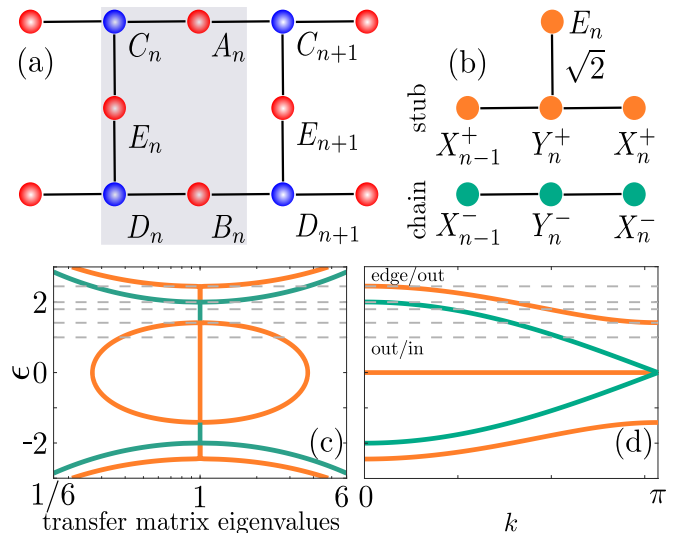 (a)
C_n A_n C_{n+1}
E_n E_{n+1}
D_n B_n D_{n+1}
(b)
E_n
√2
stub
X^+_{n-1} Y^+_n X^+_n
chain
X^-_{n-1} Y^-_n X^-_n
ϵ
2
0
-2
1/6 1 6
transfer matrix eigenvalues
(c)
edge/out
out/in
(d)
0 π
k